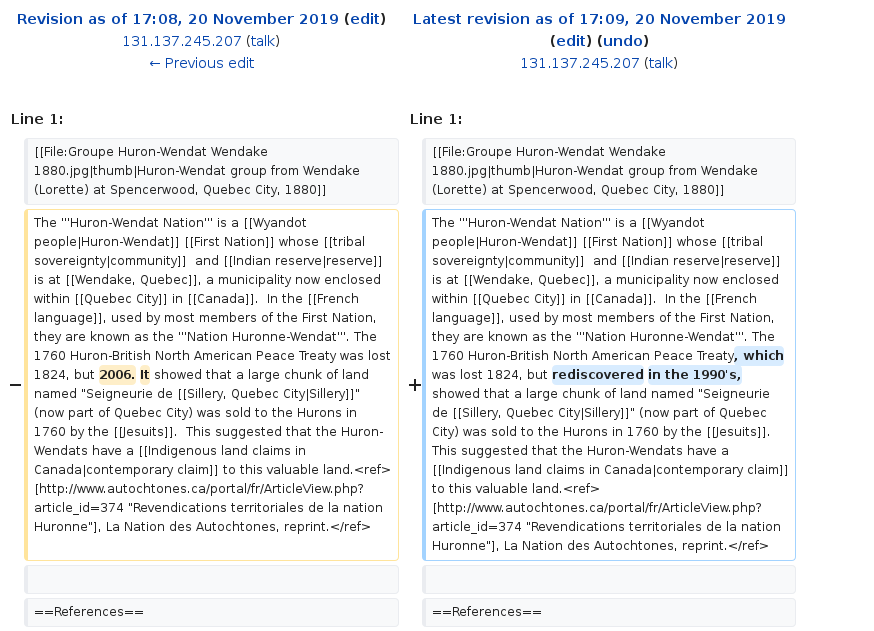 Revision as of 17:08, 20 November 2019 (edit)
131.137.245.207 (talk)
← Previous edit
Latest revision as of 17:09, 20 November 2019
(edit) (undo)
131.137.245.207 (talk)
Line 1:
Line 1:
[[File:Groupe Huron-Wendat Wendake
1880.jpg|thumb|Huron-Wendat group from Wendake
(Lorette) at Spencerwood, Quebec City, 1880]]
[[File:Groupe Huron-Wendat Wendake
1880.jpg|thumb|Huron-Wendat group from Wendake
(Lorette) at Spencerwood, Quebec City, 1880]]
−
The '''Huron-Wendat Nation''' is a [[Wyandot
people|Huron-Wendat]] [[First Nation]] whose [[tribal
sovereignty|community]]  and [[Indian reserve|reserve]]
is at [[Wendake, Quebec]], a municipality now enclosed
within [[Quebec City]] in [[Canada]].  In the [[French
language]], used by most members of the First Nation,
they are known as the '''Nation Huronne-Wendat'''. The
1760 Huron-British North American Peace Treaty was lost
1824, but 2006. It showed that a large chunk of land
named "Seigneurie de [[Sillery, Quebec City|Sillery]]"
(now part of Quebec City) was sold to the Hurons in
1760 by the [[Jesuits]].  This suggested that the Huron-
Wendats have a [[Indigenous land claims in
Canada|contemporary claim]] to this valuable land.<ref>
[http://www.autochtones.ca/portal/fr/ArticleView.php?
article_id=374 "Revendications territoriales de la nation
Huronne"], La Nation des Autochtones, reprint.</ref>
+
The '''Huron-Wendat Nation''' is a [[Wyandot
people|Huron-Wendat]] [[First Nation]] whose [[tribal
sovereignty|community]]  and [[Indian reserve|reserve]]
is at [[Wendake, Quebec]], a municipality now enclosed
within [[Quebec City]] in [[Canada]].  In the [[French
language]], used by most members of the First Nation,
they are known as the '''Nation Huronne-Wendat'''. The
1760 Huron-British North American Peace Treaty, which
was lost 1824, but rediscovered in the 1990's,
showed that a large chunk of land named "Seigneurie
de [[Sillery, Quebec City|Sillery]]" (now part of Quebec
City) was sold to the Hurons in 1760 by the [[Jesuits]].
This suggested that the Huron-Wendats have a
[[Indigenous land claims in Canada|contemporary claim]]
to this valuable land.<ref>
[http://www.autochtones.ca/portal/fr/ArticleView.php?
article_id=374 "Revendications territoriales de la nation
Huronne"], La Nation des Autochtones, reprint.</ref>
==References==
==References==